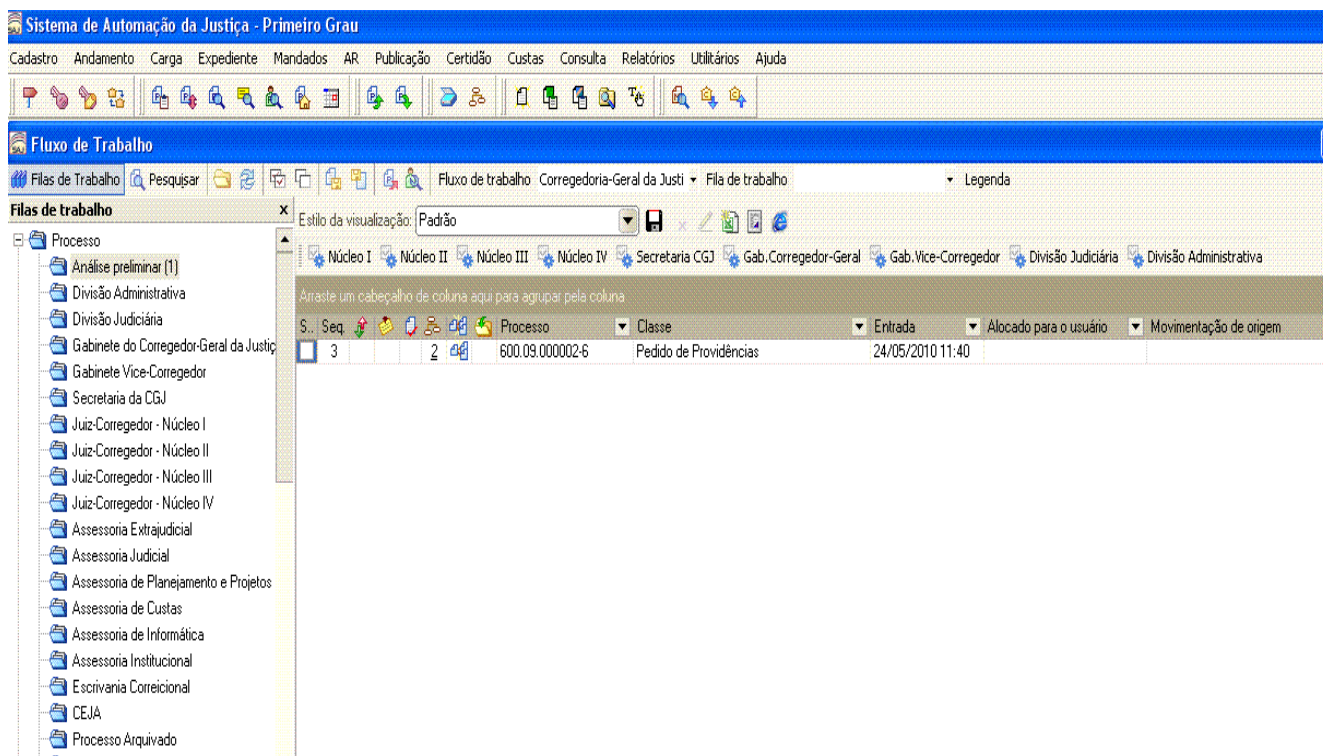 Sistema de Automação da Justiça - Primeiro Grau
Cadastro Andamento Carga Expediente Mandados AR Publicação Certidão Custas Consulta Relatórios Utilitários Ajuda
Fluxo de Trabalho
Filas de Trabalho Pesquisar Fluxo de trabalho Corregedoria-Geral da Justi Fila de trabalho Legenda
Filas de trabalho x
Estilo da visualização: Padrão
Núcleo I Núcleo II Núcleo III Núcleo IV Secretaria CGJ Gab.Corregedor-Geral Gab.Vice-Corregedor Divisão Judiciária Divisão Administrativa
Arraste um cabeçalho de coluna aqui para agrupar pela coluna
S.. Seq. Processo Classe Entrada Alocado para o usuário Movimentação de origem
3 2 600.09.000002-6 Pedido de Providências 24/05/2010 11:40
Processo
Análise preliminar (1)
Divisão Administrativa
Divisão Judiciária
Gabinete do Corregedor-Geral da Justiç
Gabinete Vice-Corregedor
Secretaria da CGJ
Juiz-Corregedor - Núcleo I
Juiz-Corregedor - Núcleo II
Juiz-Corregedor - Núcleo III
Juiz-Corregedor - Núcleo IV
Assessoria Extrajudicial
Assessoria Judicial
Assessoria de Planejamento e Projetos
Assessoria de Custas
Assessoria de Informática
Assessoria Institucional
Escrivania Correicional
CEJA
Processo Arquivado